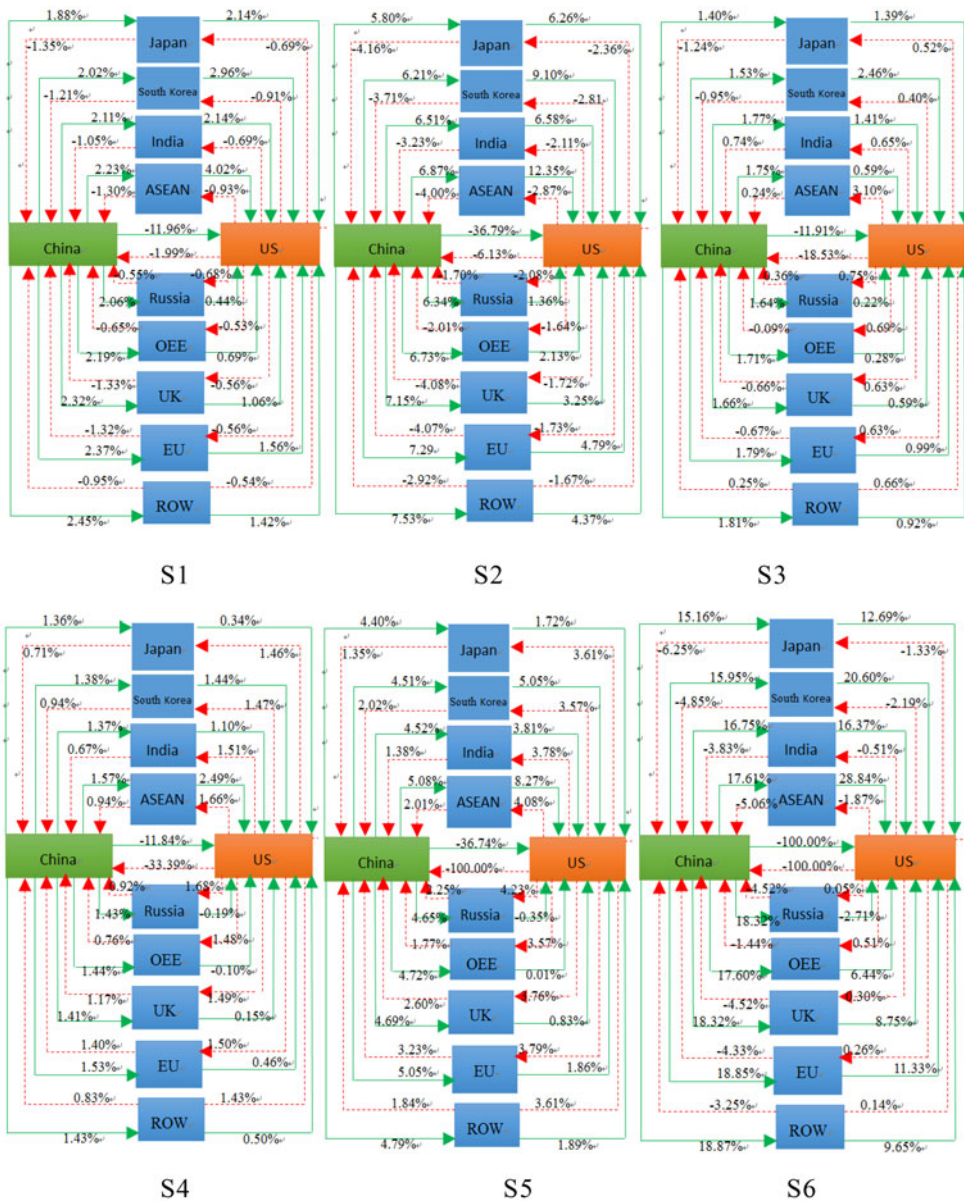 1.88% 2.14%
Japan
-1.35% -0.69%
2.02% 2.96%
South Korea
-1.21% -0.91%
2.11% 2.14%
India
-1.05% -0.69%
2.23% 4.02%
ASEAN
-1.30% -0.93%
-11.96%
China US
-1.99%
-0.55% -0.68%
Russia
2.06% 0.44%
-0.65% -0.53%
OEE
2.19% 0.69%
-1.33% -0.56%
UK
2.32% 1.06%
-1.32% -0.56%
EU
2.37% 1.56%
-0.95% -0.54%
ROW
2.45% 1.42%
S1
5.80% 6.26%
Japan
-4.16% -2.36%
6.21% 9.10%
South Korea
-3.71% -2.81
6.51% 6.58%
India
-3.23% -2.11%
6.87% 12.35%
ASEAN
-4.00% -2.87%
-36.79%
China US
-6.13%
-1.70% -2.08%
Russia
6.34% 1.36%
-2.01% -1.64%
OEE
6.73% 2.13%
-4.08% -1.72%
UK
7.15% 3.25%
-4.07% -1.73%
EU
7.29 4.79%
-2.92% -1.67%
ROW
7.53% 4.37%
S2
1.40% 1.39%
Japan
-1.24% 0.52%
1.53% 2.46%
South Korea
-0.95% 0.40%
1.77% 1.41%
India
0.74% 0.65%
1.75% 0.59%
ASEAN
0.24% 3.10%
-11.91%
China US
-18.53%
0.36% 0.75%
Russia
1.64% 0.22%
-0.09% 0.69%
OEE
1.71% 0.28%
-0.66% 0.63%
UK
1.66% 0.59%
-0.67% 0.63%
EU
1.79% 0.99%
0.25% 0.66%
ROW
1.81% 0.92%
S3
1.36% 0.34%
Japan
0.71% 1.46%
1.38% 1.44%
South Korea
0.94% 1.47%
1.37% 1.10%
India
0.67% 1.51%
1.57% 2.49%
ASEAN
0.94% 1.66%
-11.84%
China US
-33.39%
0.92% 1.68%
Russia
1.43% -0.19%
0.76% 1.48%
OEE
1.44% -0.10%
1.17% 1.49%
UK
1.41% 0.15%
1.40% 1.50%
EU
1.53% 0.46%
0.83% 1.43%
ROW
1.43% 0.50%
S4
4.40% 1.72%
Japan
1.35% 3.61%
4.51% 5.05%
South Korea
2.02% 3.57%
4.52% 3.81%
India
1.38% 3.78%
5.08% 8.27%
ASEAN
2.01% 4.08%
-36.74%
China US
-100.00%
2.25% 4.23%
Russia
4.65% -0.35%
1.77% 3.57%
OEE
4.72% 0.01%
2.60% 3.76%
UK
4.69% 0.83%
3.23% 3.79%
EU
5.05% 1.86%
1.84% 3.61%
ROW
4.79% 1.89%
S5
15.16% 12.69%
Japan
-6.25% -1.33%
15.95% 20.60%
South Korea
-4.85% -2.19%
16.75% 16.37%
India
-3.83% -0.51%
17.61% 28.84%
ASEAN
-5.06% -1.87%
-100.00%
China US
-100.00%
-4.52% 0.05%
Russia
18.32% -2.71%
-1.44% 0.51%
OEE
17.60% 6.44%
-4.52% 0.30%
UK
18.32% 8.75%
-4.33% 0.26%
EU
18.85% 11.33%
-3.25% 0.14%
ROW
18.87% 9.65%
S6